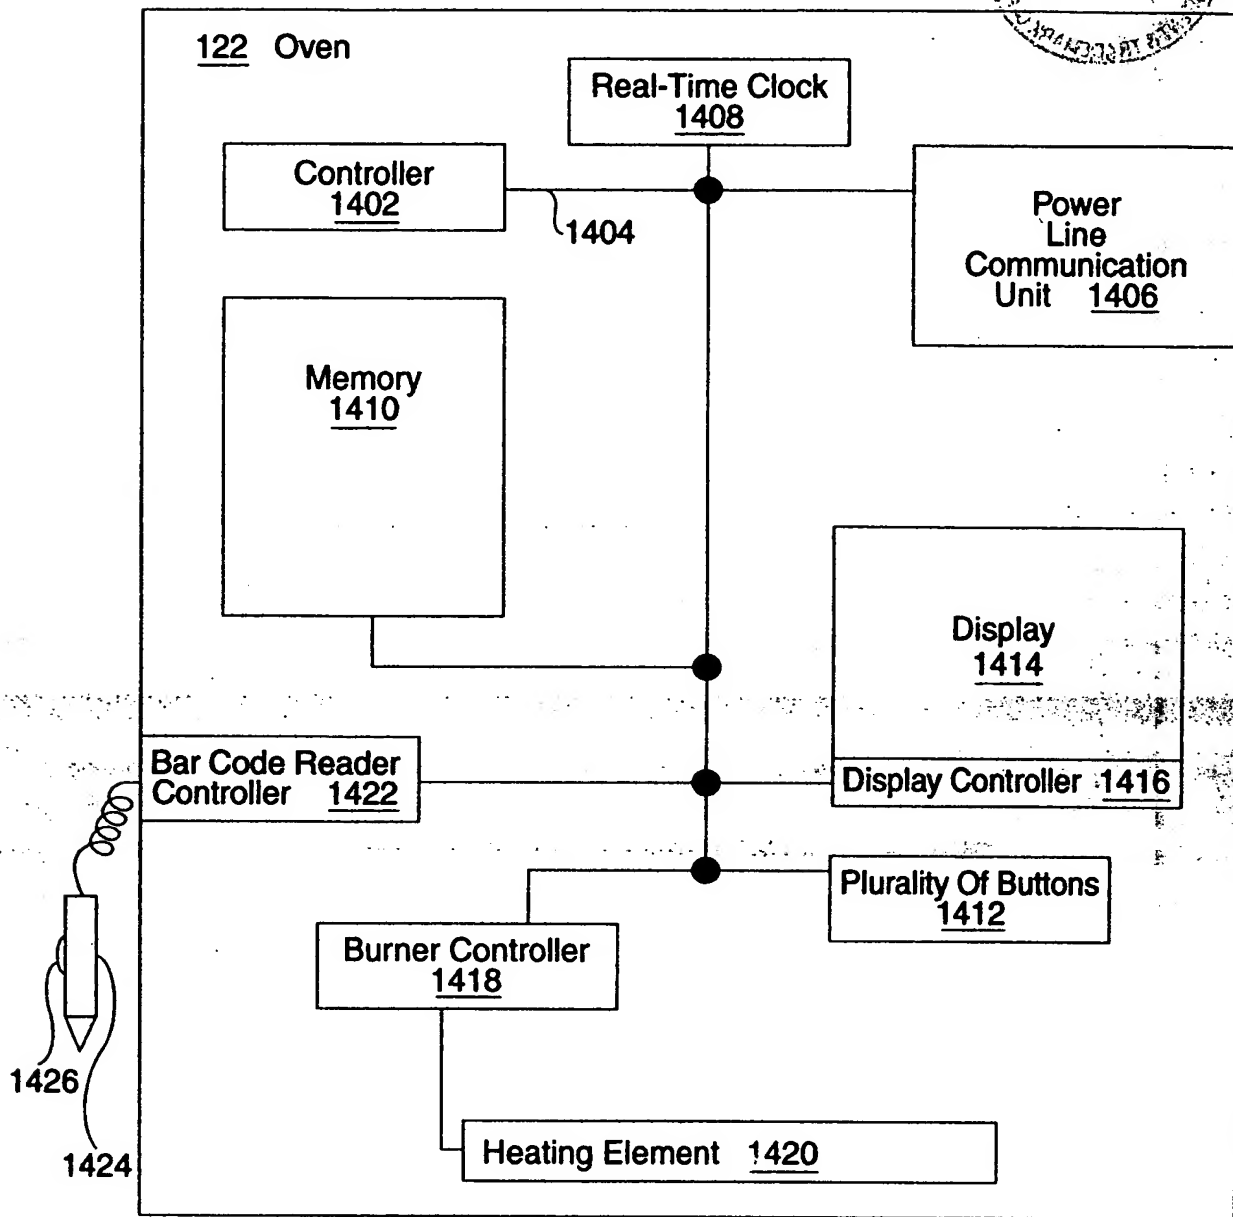 122 Oven
Real-Time Clock
1408
Controller
1402
1404
Power
Line
Communication
Unit 1406
Memory
1410
Display
1414
Bar Code Reader
Controller 1422
Display Controller 1416
Plurality Of Buttons
1412
Burner Controller
1418
1426
1424
Heating Element 1420